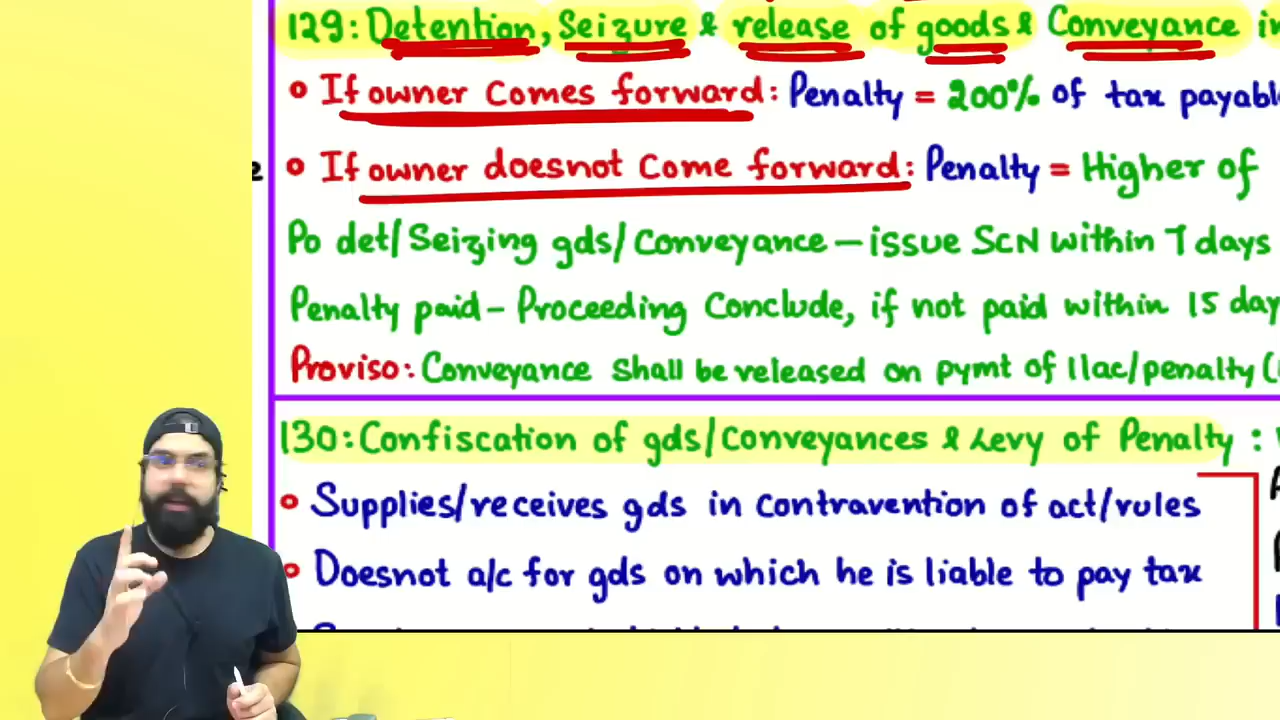 129: Detention, Seizure & release of goods & Conveyance in
If owner comes forward: Penalty = 200% of tax payabl
e
If owner doesnot come forward: Penalty = Higher of
Po det/Seizing gds/Conveyance – issue SCN within 7 days
Penalty paid – Proceeding Conclude, if not paid within 15 day
Proviso: Conveyance shall be released on pymt of 1lac/penalty (
130: Confiscation of gds/Conveyances & Levy of Penalty :
Supplies/receives gds in contravention of act/rules
Doesnot a/c for gds on which he is liable to pay tax